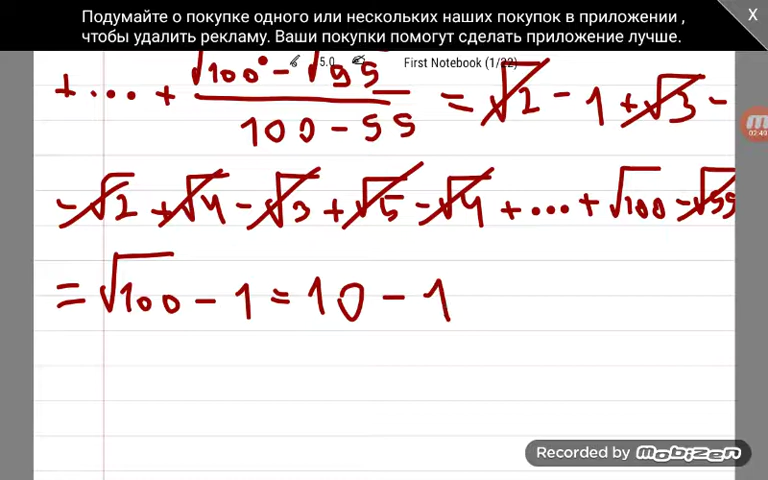 Подумайте о покупке одного или нескольких наших покупок в приложении ,
чтобы удалить рекламу. Ваши покупки помогут сделать приложение лучше.
X
5.0 First Notebook (1/22)
+ ... + (√100 - √99)/(100 - 99) = √2 - 1 + √3 -
02:49
- √2 + √4 - √3 + √5 - √4 + ... + √100 - √99
= √100 - 1 = 10 - 1
Recorded by mobizen